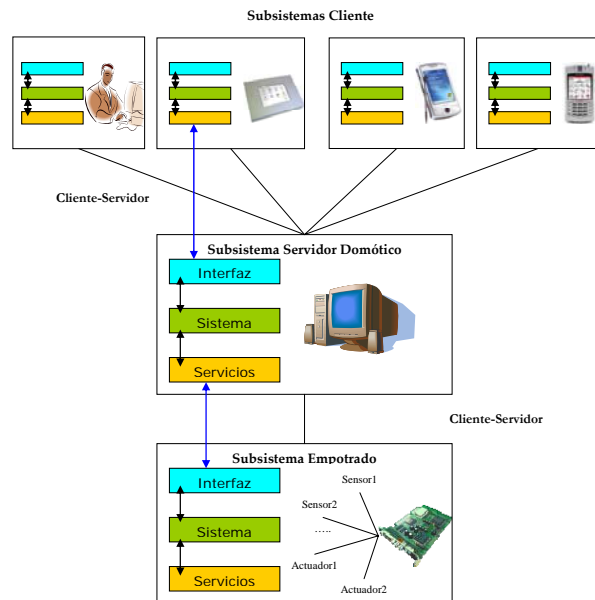 Subsistemas Cliente
Cliente-Servidor
Subsistema Servidor Domótico
Interfaz
Sistema
Servicios
Cliente-Servidor
Subsistema Empotrado
Interfaz
Sistema
Servicios
Sensor1
Sensor2
.....
Actuador1
Actuador2